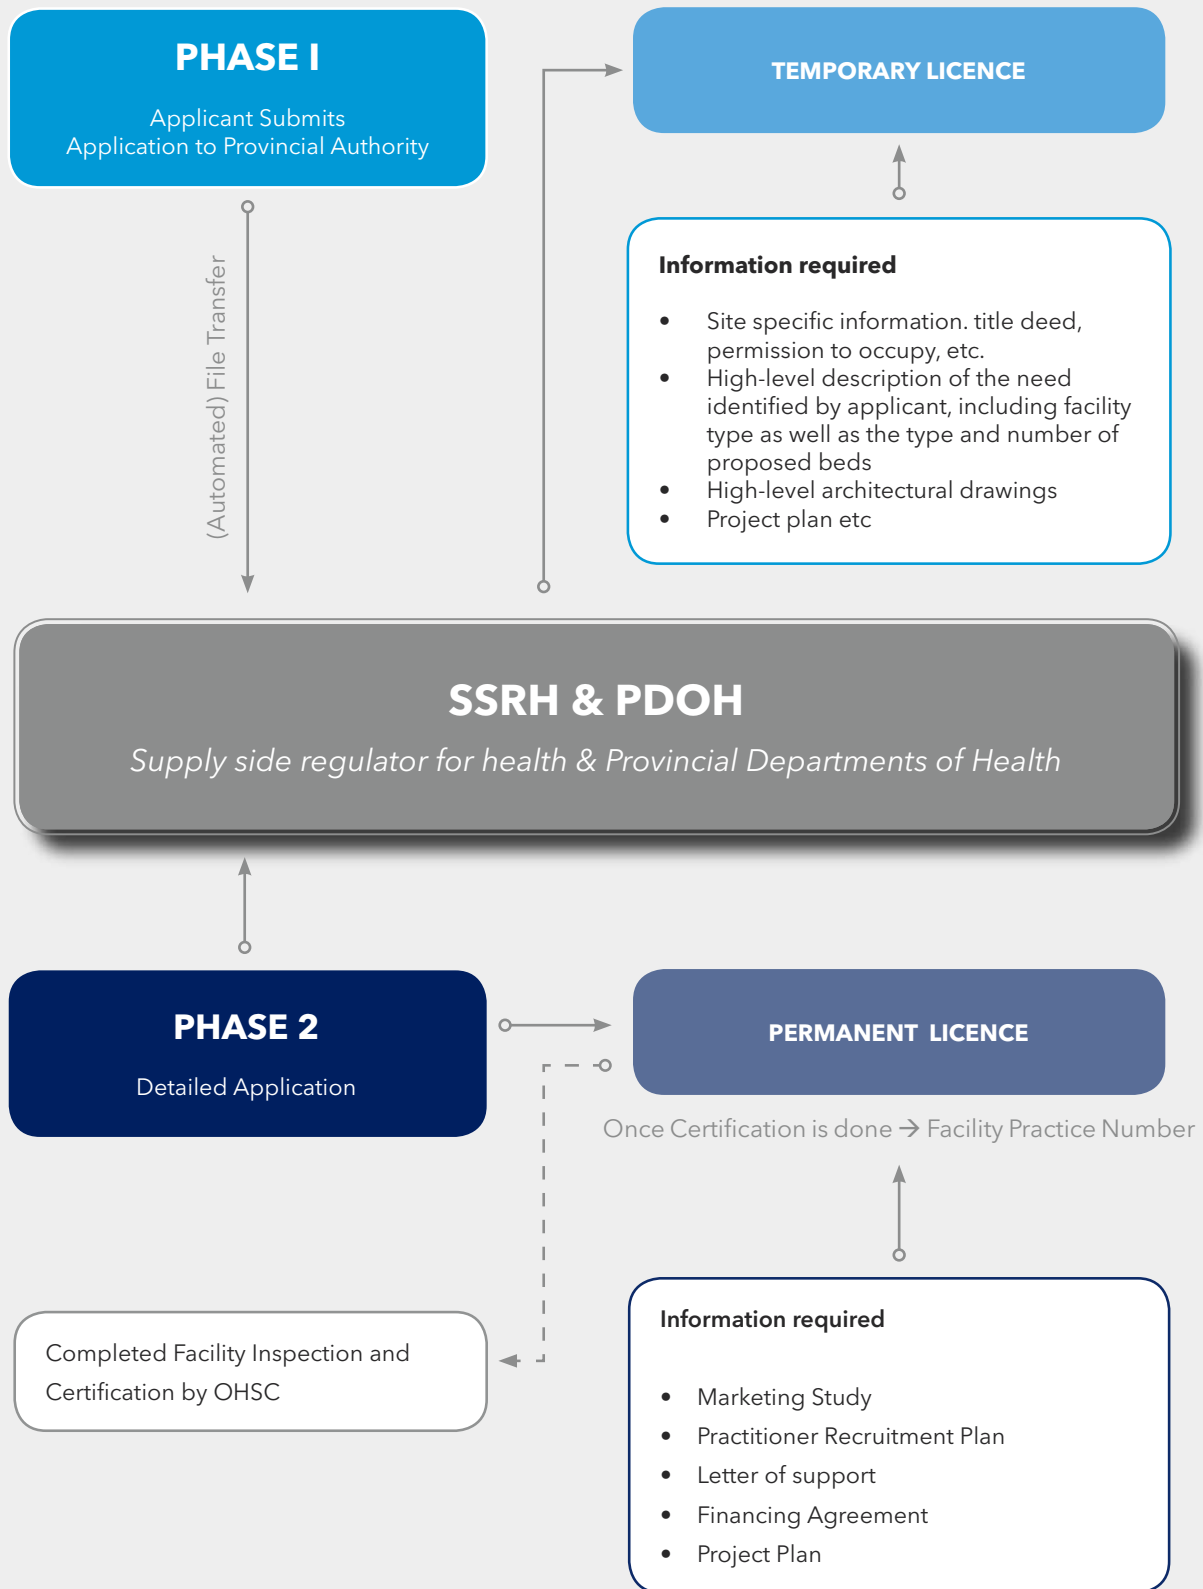 PHASE I
Applicant Submits
Application to Provincial Authority
TEMPORARY LICENCE
(Automated) File Transfer
Information required
• Site specific information. title deed,
permission to occupy, etc.
• High-level description of the need
identified by applicant, including facility
type as well as the type and number of
proposed beds
• High-level architectural drawings
• Project plan etc
SSRH & PDOH
Supply side regulator for health & Provincial Departments of Health
PHASE 2
Detailed Application
PERMANENT LICENCE
Once Certification is done → Facility Practice Number
Completed Facility Inspection and
Certification by OHSC
Information required
• Marketing Study
• Practitioner Recruitment Plan
• Letter of support
• Financing Agreement
• Project Plan